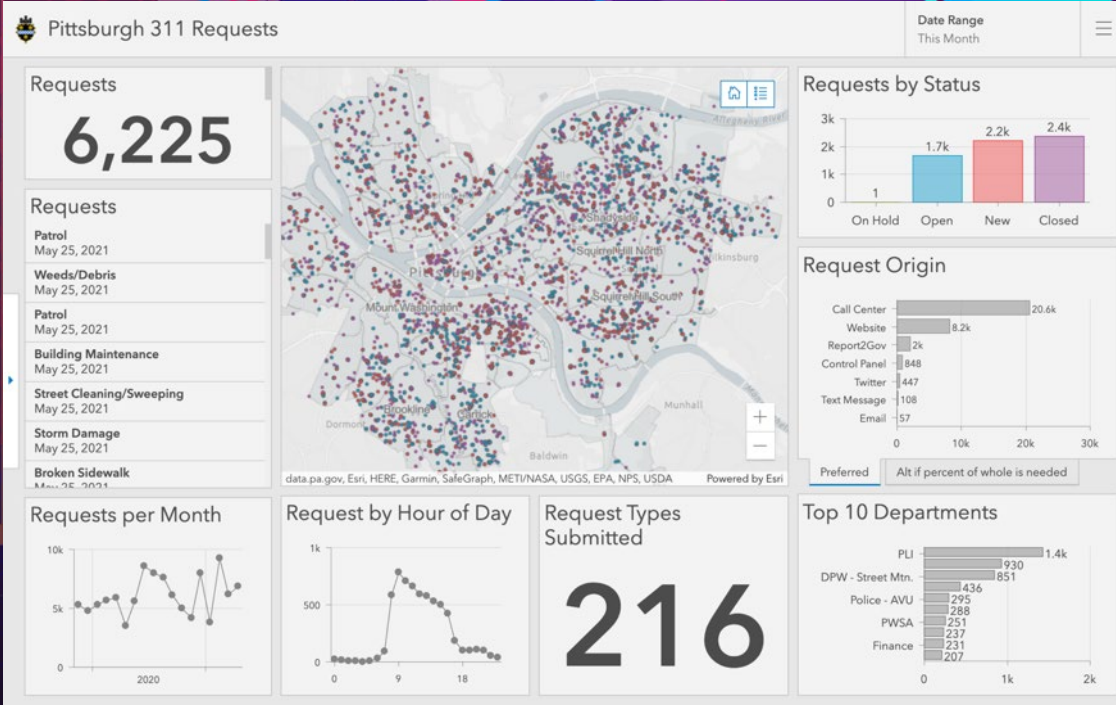 Pittsburgh 311 Requests
Date Range
This Month
Requests
6,225
Requests
Patrol
May 25, 2021
Weeds/Debris
May 25, 2021
Patrol
May 25, 2021
Building Maintenance
May 25, 2021
Street Cleaning/Sweeping
May 25, 2021
Storm Damage
May 25, 2021
Broken Sidewalk
May 25, 2021
Allegheny River
Shadyside
Squirrel Hill North
Pittsburgh
Squirrel Hill South
Mount Washington
Munhall
Brookline
Carrick
Dormont
Baldwin
data.pa.gov, Esri, HERE, Garmin, SafeGraph, METI/NASA, USGS, EPA, NPS, USDA
Powered by Esri
Requests by Status
3k
2k
1k
0
1
1.7k
2.2k
2.4k
On Hold
Open
New
Closed
Request Origin
Call Center
20.6k
Website
8.2k
Report2Gov
2k
Control Panel
848
Twitter
447
Text Message
108
Email
57
0
10k
20k
30k
Preferred
Alt if percent of whole is needed
Requests per Month
10k
5k
0
2020
Request by Hour of Day
1k
500
0
0
9
18
Request Types
Submitted
216
Top 10 Departments
PLI
1.4k
930
DPW - Street Mtn.
851
436
Police - AVU
295
288
PWSA
251
237
Finance
231
207
0
1k
2k